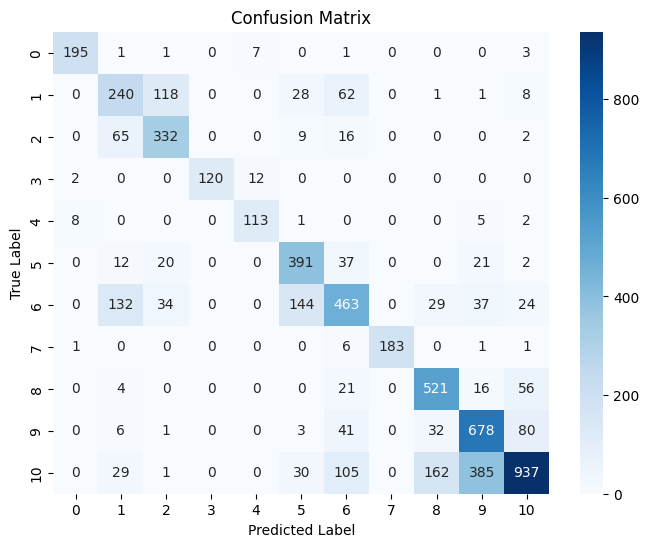 Confusion Matrix
0 195 1 1 0 7 0 1 0 0 0 3
1 0 240 118 0 0 28 62 0 1 1 8
2 0 65 332 0 0 9 16 0 0 0 2
3 2 0 0 120 12 0 0 0 0 0 0
4 8 0 0 0 113 1 0 0 0 5 2
5 0 12 20 0 0 391 37 0 0 21 2
6 0 132 34 0 0 144 463 0 29 37 24
7 1 0 0 0 0 0 6 183 0 1 1
8 0 4 0 0 0 0 21 0 521 16 56
9 0 6 1 0 0 3 41 0 32 678 80
10 0 29 1 0 0 30 105 0 162 385 937
0 1 2 3 4 5 6 7 8 9 10
Predicted Label
True Label
800
600
400
200
0